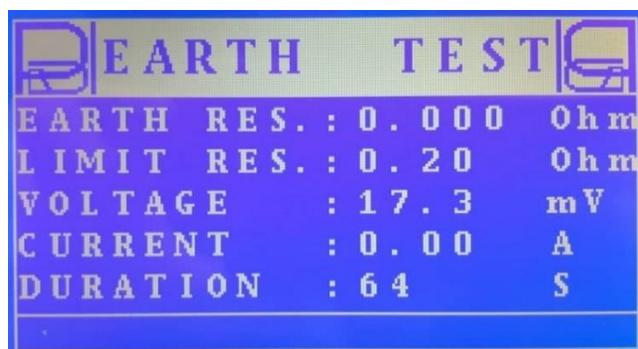 EARTH TEST
EARTH RES.:0.000 Ohm
LIMIT RES.:0.20 Ohm
VOLTAGE :17.3 mV
CURRENT :0.00 A
DURATION :64 S